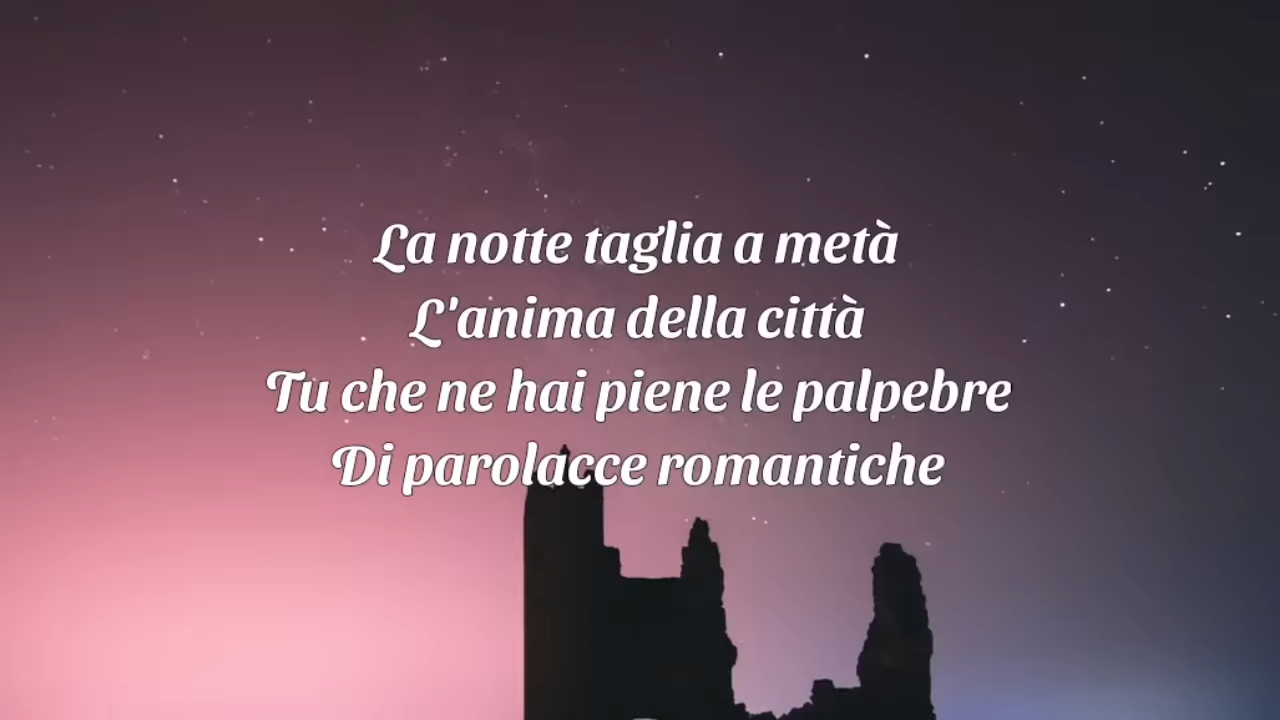 La notte taglia a metà
L'anima della città
Tu che ne hai piene le palpebre
Di parolacce romantiche